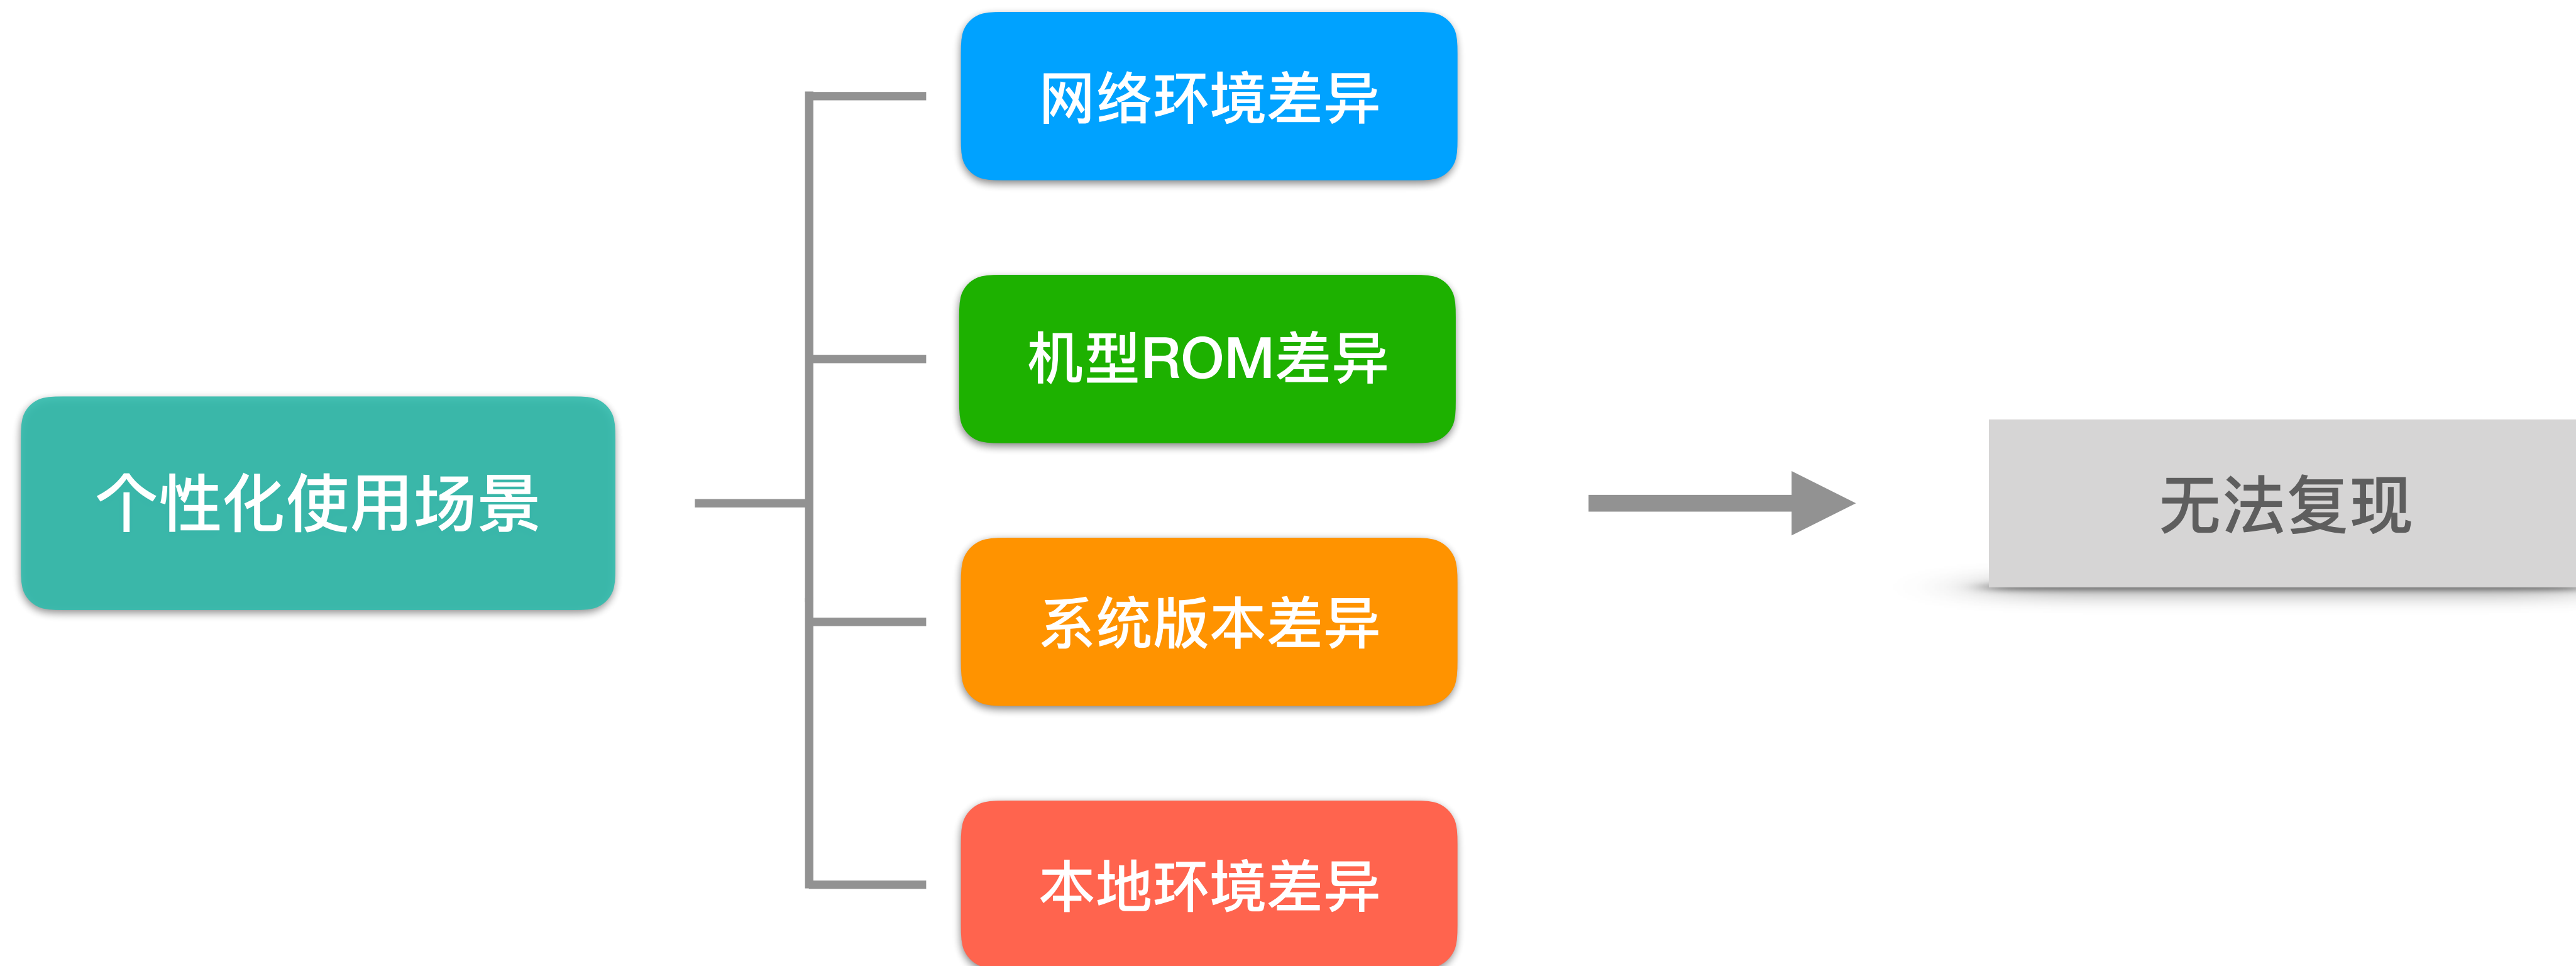 个性化使用场景
网络环境差异
机型ROM差异
系统版本差异
本地环境差异
无法复现